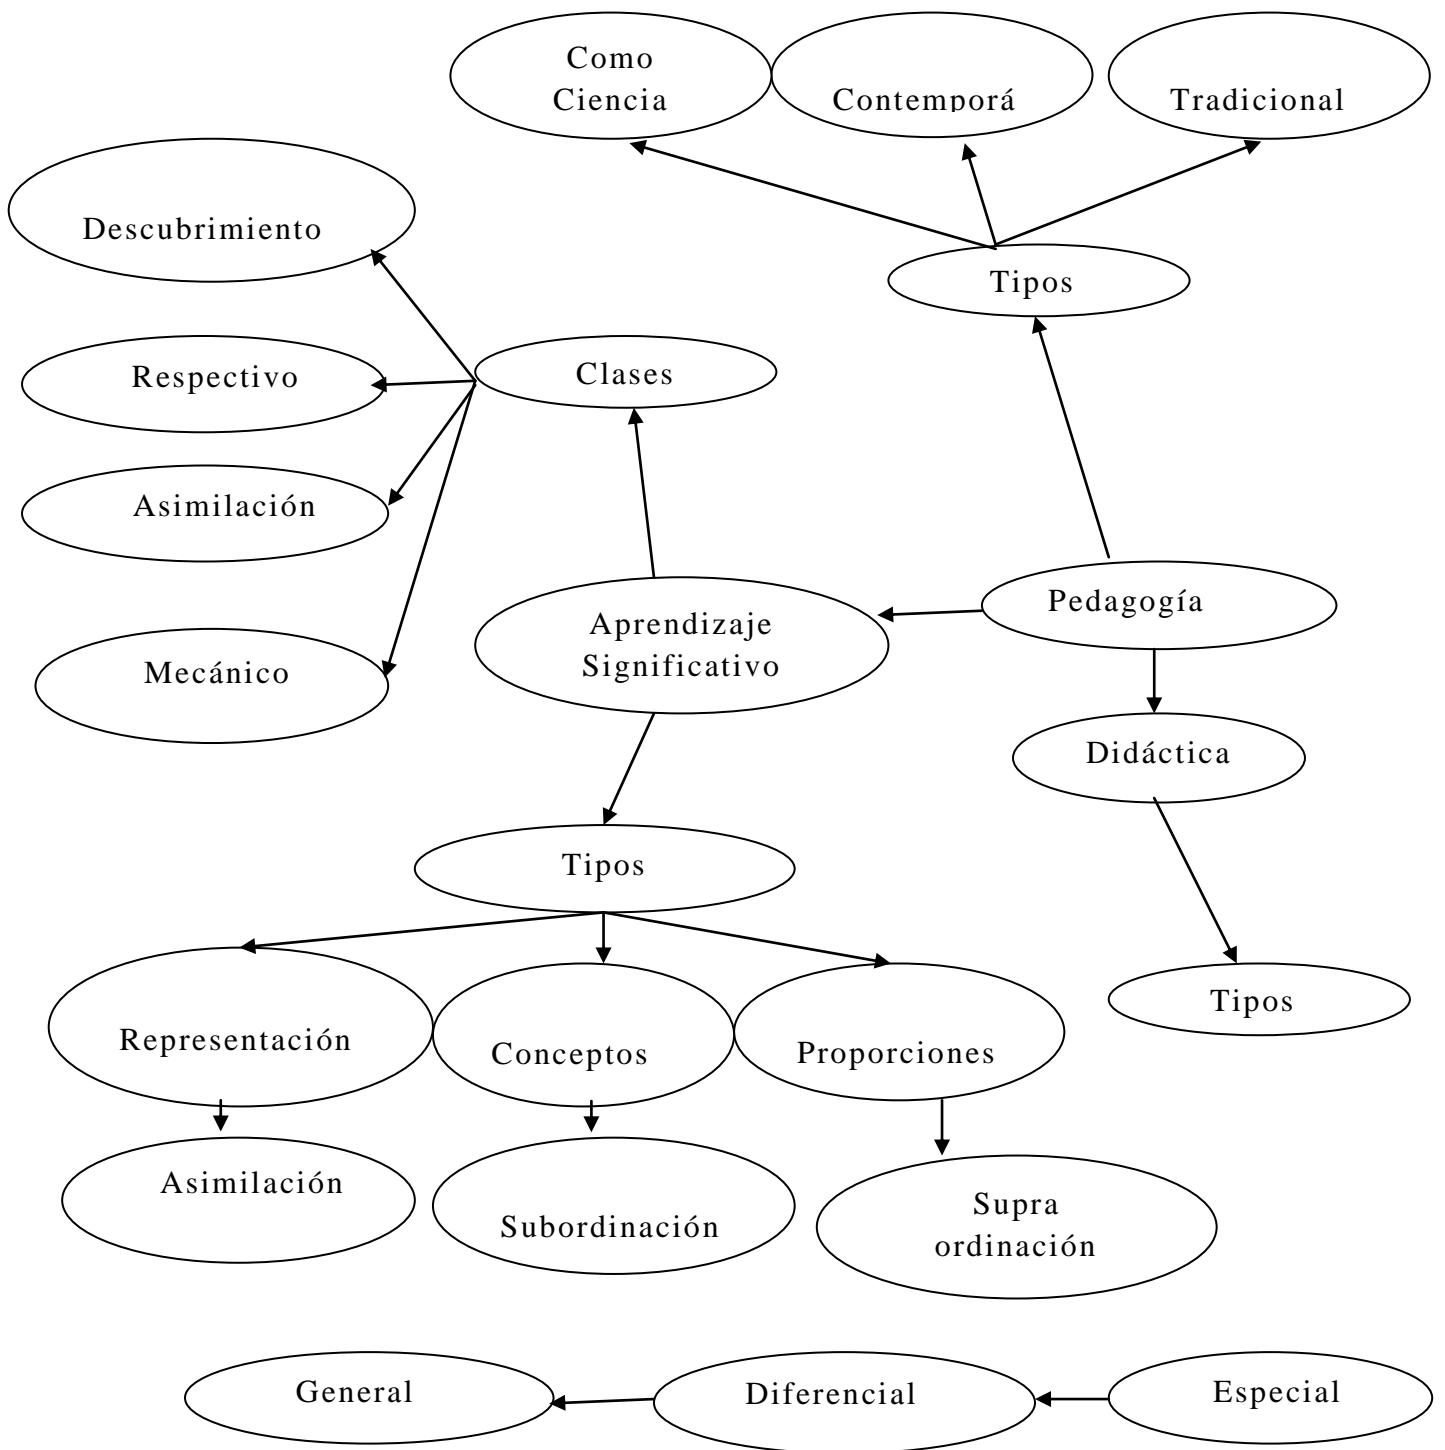 Como
Ciencia
Contemporá
Tradicional
Descubrimiento
Tipos
Respectivo
Clases
Asimilación
Pedagogía
Aprendizaje
Significativo
Mecánico
Didáctica
Tipos
Tipos
Representación
Conceptos
Proporciones
Asimilación
Subordinación
Supra
ordinación
General
Diferencial
Especial